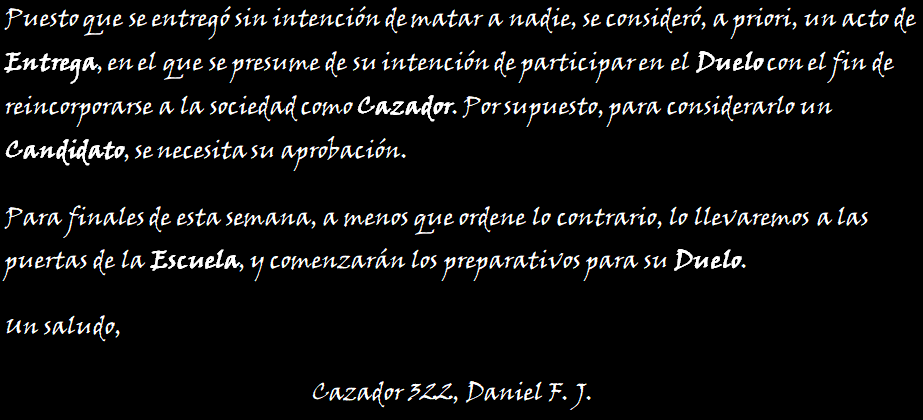 Puesto que se entregó sin intención de matar a nadie, se consideró, a priori, un acto de
Entrega, en el que se presume de su intención de participar en el Duelo con el fin de
reincorporarse a la sociedad como Cazador. Por supuesto, para considerarlo un
Candidato, se necesita su aprobación.
Para finales de esta semana, a menos que ordene lo contrario, lo llevaremos a las
puertas de la Escuela, y comenzarán los preparativos para su Duelo.
Un saludo,
Cazador 322, Daniel F. J.